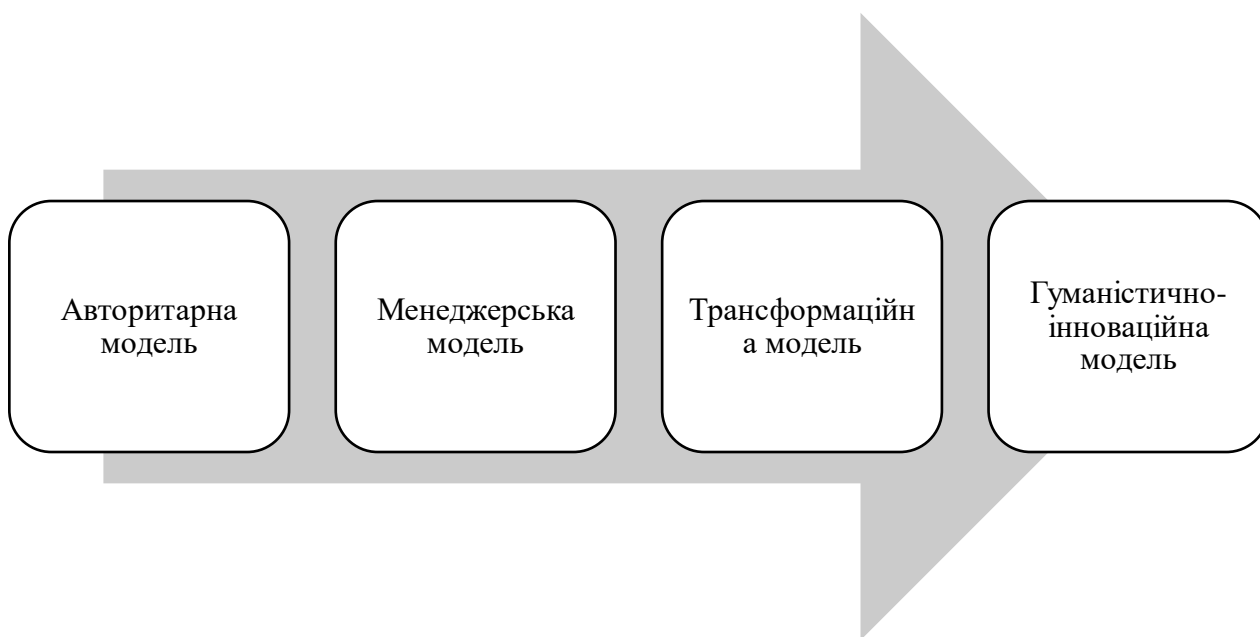 Авторитарна
модель
Менеджерська
модель
Трансформаційн
а модель
Гуманістично-
інноваційна
модель